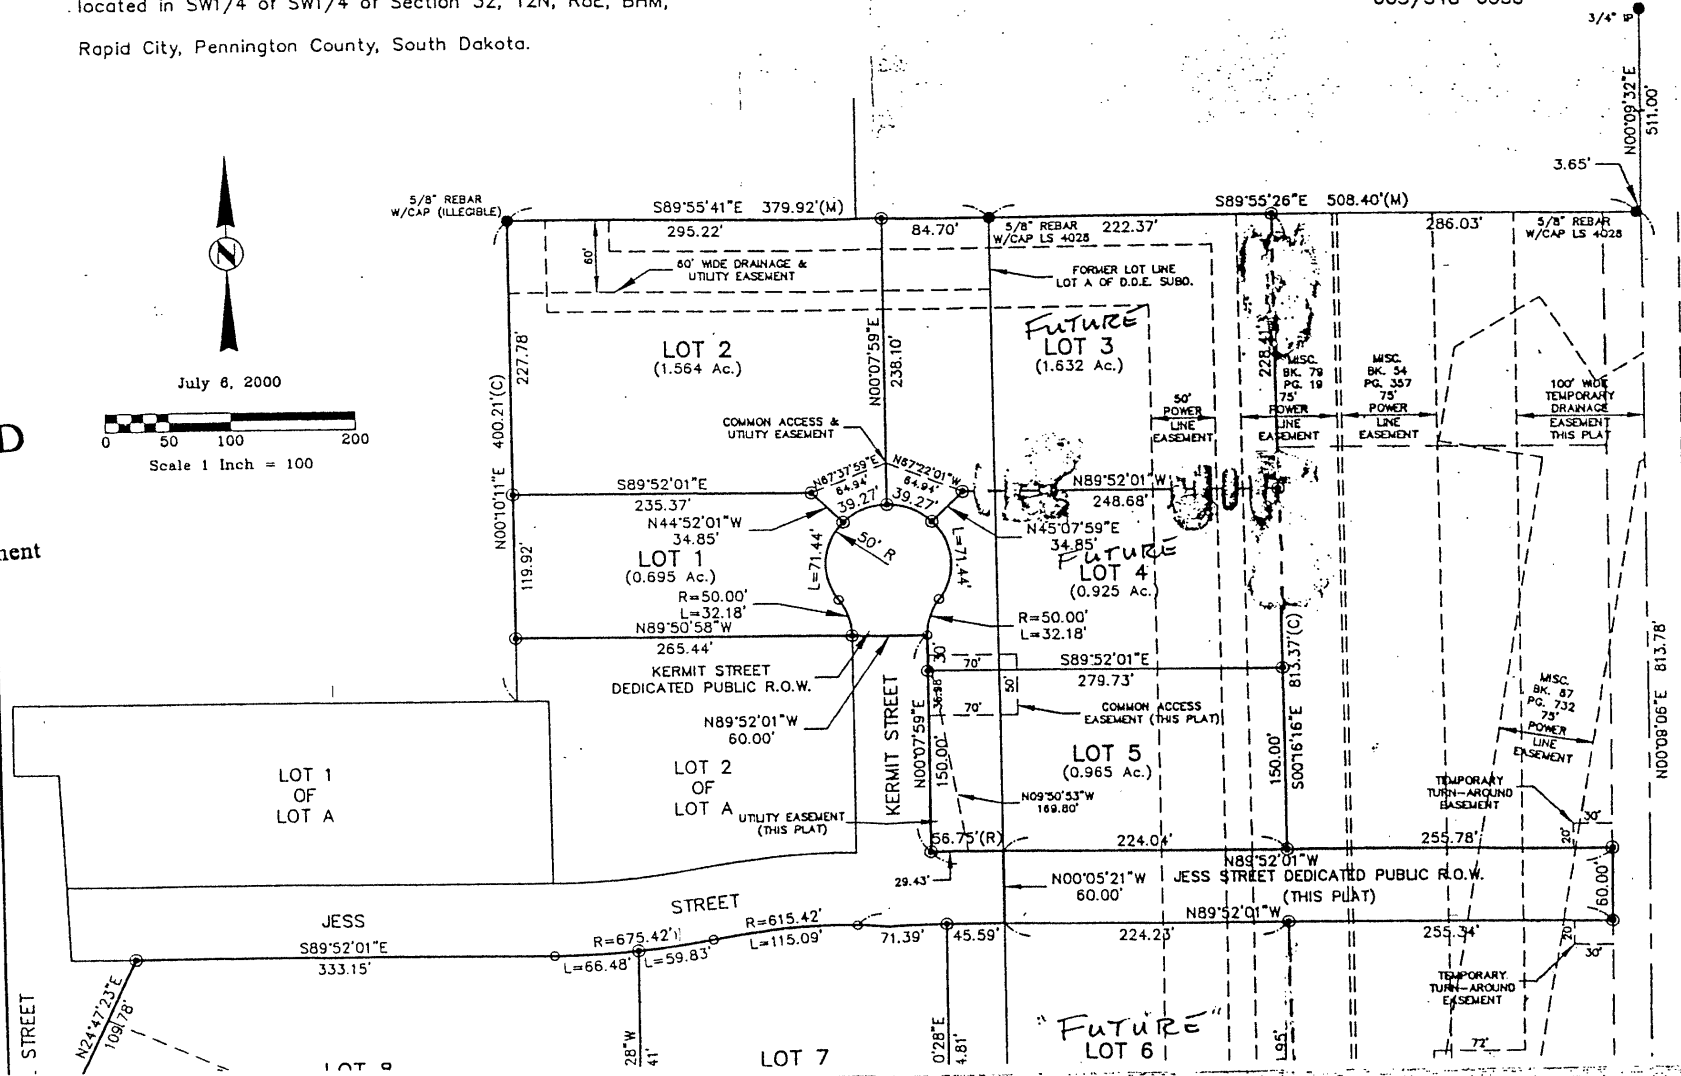 Rapid City, Pennington County, South Dakota.
3/4" IP
N00°09'32"E
511.00'
3.65'
5/8" REBAR
W/CAP (ILLEGIBLE)
S89°55'41"E 379.92'(M)
295.22'
84.70'
5/8" REBAR
W/CAP LS 4028
222.37'
S89°55'26"E 508.40'(M)
286.03'
5/8" REBAR
W/CAP LS 4028
60'
60' WIDE DRAINAGE &
UTILITY EASEMENT
FORMER LOT LINE
LOT A OF D.D.E. SUBD.
N
July 6, 2000
0 50 100 200
Scale 1 Inch = 100
D
227.78'
N00°10'11"E 400.21'(C)
119.92'
LOT 2
(1.564 Ac.)
N00°07'59"E
238.10'
FUTURE
LOT 3
(1.632 Ac.)
228.41'
MISC.
BK. 79
PG. 19
75'
POWER
LINE
EASEMENT
MISC.
BK. 54
PG. 357
75'
POWER
LINE
EASEMENT
50'
POWER
LINE
EASEMENT
100' WIDE
TEMPORARY
DRAINAGE
EASEMENT
THIS PLAT
COMMON ACCESS &
UTILITY EASEMENT
N67°37'59"E
64.94'
39.27'
N67°22'01"W
64.94'
39.27'
S89°52'01"E
235.37'
N44°52'01"W
34.85'
N89°52'01"W
248.68'
N45°07'59"E
34.85'
LOT 1
(0.695 Ac.)
L=71.44'
50' R
L=71.44'
FUTURE
LOT 4
(0.925 Ac.)
R=50.00'
L=32.18'
R=50.00'
L=32.18'
N89°50'58"W
265.44'
KERMIT STREET
DEDICATED PUBLIC R.O.W.
N89°52'01"W
60.00'
30'
70'
S89°52'01"E
279.73'
36.98'
50'
70'
COMMON ACCESS
EASEMENT (THIS PLAT)
KERMIT STREET
N00°07'59"E
150.00'
LOT 5
(0.965 Ac.)
N09°50'53"W
169.80'
150.00'
S00°16'16"E 813.37'(C)
MISC.
BK. 87
PG. 732
75'
POWER
LINE
EASEMENT
N00°00'06"E 813.78'
LOT 1
OF
LOT A
LOT 2
OF
LOT A
UTILITY EASEMENT
(THIS PLAT)
TEMPORARY
TURN-AROUND
EASEMENT
30'
20'
56.75'(R)
224.04'
255.78'
29.43'
N89°52'01"W
N00°05'21"W
60.00'
JESS STREET DEDICATED PUBLIC R.O.W.
(THIS PLAT)
60.00'
JESS
STREET
S89°52'01"E
333.15'
R=675.42'
L=66.48'
L=59.83'
R=615.42'
L=115.09'
71.39'
45.59'
224.23'
N89°52'01"W
255.34'
20'
30'
TEMPORARY
TURN-AROUND
EASEMENT
N24°47'23"E
109.78'
STREET
28"W
41'
LOT 7
0'28"E
4.81'
"FUTURE"
LOT 6
72'